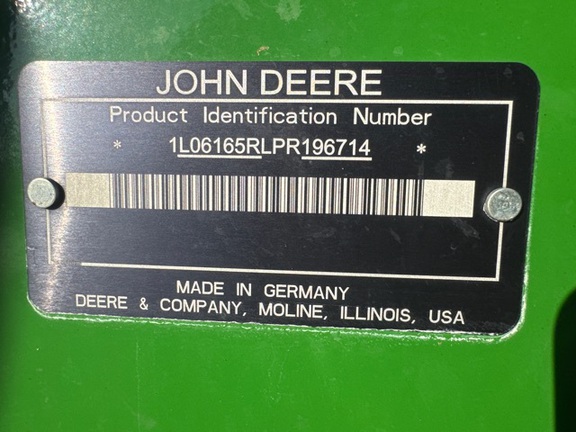 JOHN DEERE
Product Identification Number
* 1L06165RLPR196714 *
MADE IN GERMANY
DEERE & COMPANY, MOLINE, ILLINOIS, USA